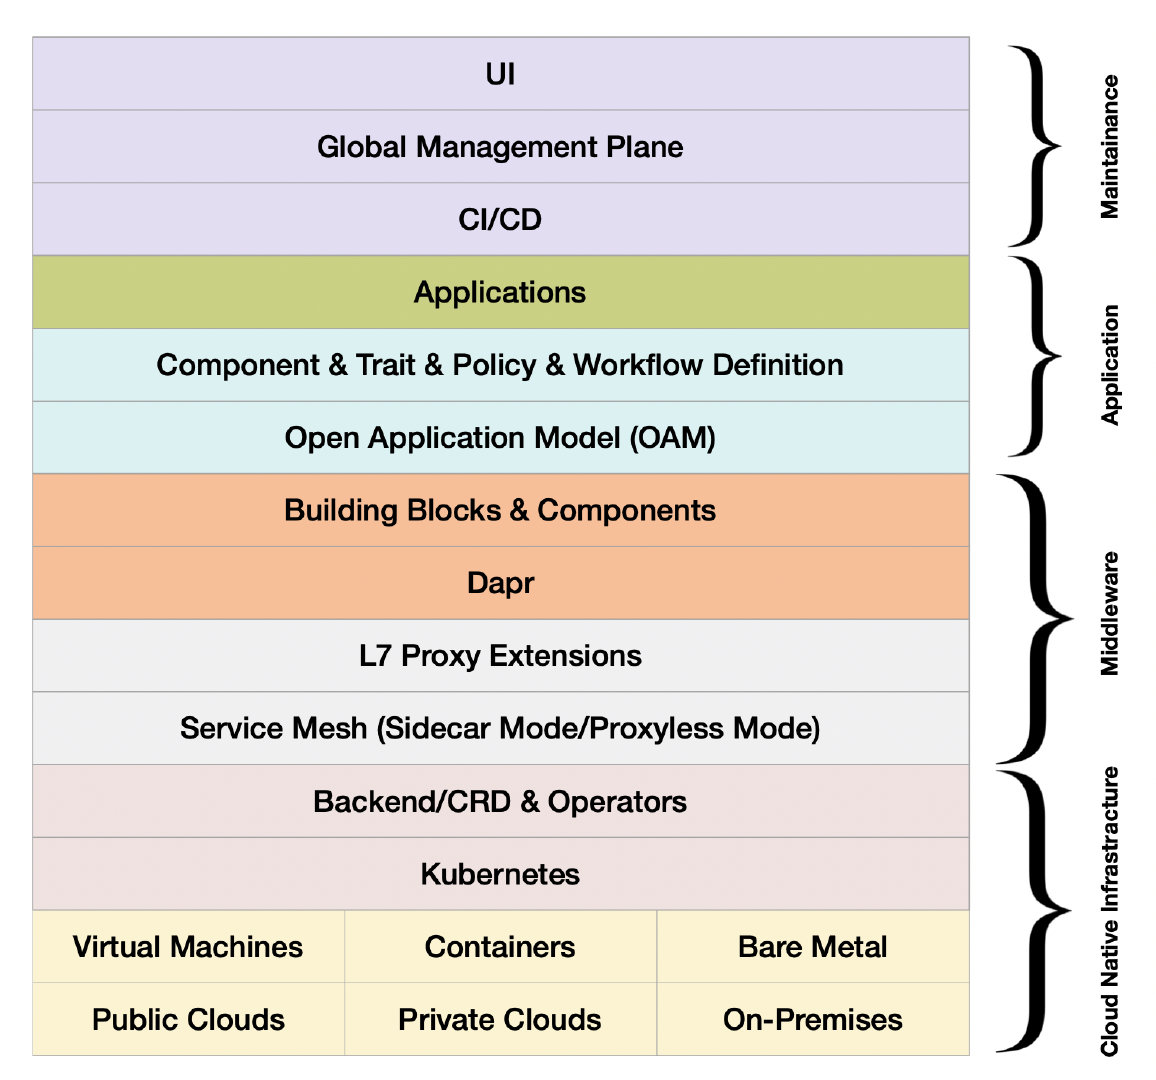 UI
Global Management Plane
CI/CD
Maintainance
Applications
Component & Trait & Policy & Workflow Definition
Open Application Model (OAM)
Application
Building Blocks & Components
Dapr
L7 Proxy Extensions
Service Mesh (Sidecar Mode/Proxyless Mode)
Middleware
Backend/CRD & Operators
Kubernetes
Virtual Machines
Containers
Bare Metal
Public Clouds
Private Clouds
On-Premises
Cloud Native Infrastracture